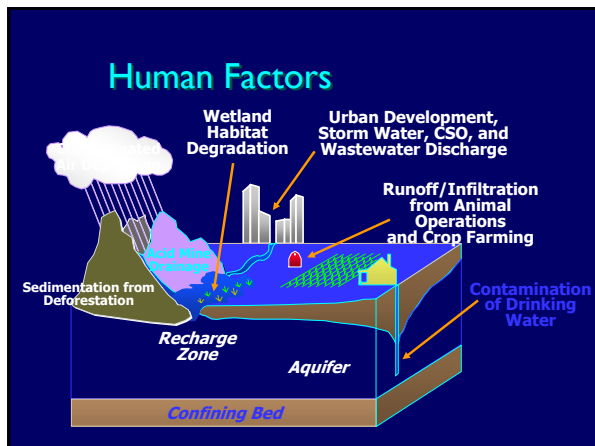 Human Factors
Wetland
Habitat
Degradation
Urban Development,
Storm Water, CSO, and
Wastewater Discharge
Air
Runoff/Infiltration
from Animal
Operations
and Crop Farming
Acid Mine
Drainage
Sedimentation from
Deforestation
Contamination
of Drinking
Water
Recharge
Zone
Aquifer
Confining Bed